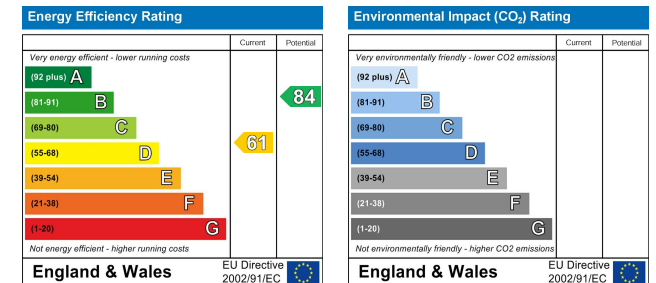 Energy Efficiency Rating
Current Potential
Very energy efficient - lower running costs
(92 plus) A
(81-91) B
(69-80) C
(55-68) D
(39-54) E
(21-38) F
(1-20) G
84
61
Not energy efficient - higher running costs
England & Wales
EU Directive
2002/91/EC
Environmental Impact (CO₂) Rating
Current Potential
Very environmentally friendly - lower CO2 emissions
(92 plus) A
(81-91) B
(69-80) C
(55-68) D
(39-54) E
(21-38) F
(1-20) G
Not environmentally friendly - higher CO2 emissions
England & Wales
EU Directive
2002/91/EC